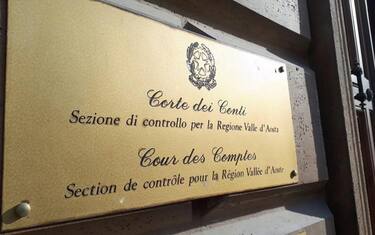 Corte dei Conti
Sezione di controllo per la Regione Valle d'Aosta
Cour des Comptes
Section de contrôle pour la Région Vallée d'Aoste